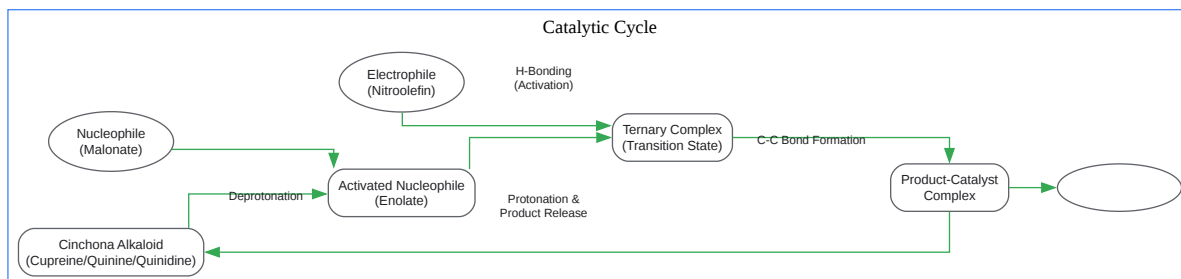 Catalytic Cycle
Electrophile
(Nitroolefin)
H-Bonding
(Activation)
Nucleophile
(Malonate)
Ternary Complex
(Transition State)
C-C Bond Formation
Deprotonation
Activated Nucleophile
(Enolate)
Protonation &
Product Release
Product-Catalyst
Complex
Cinchona Alkaloid
(Cupreine/Quinine/Quinidine)